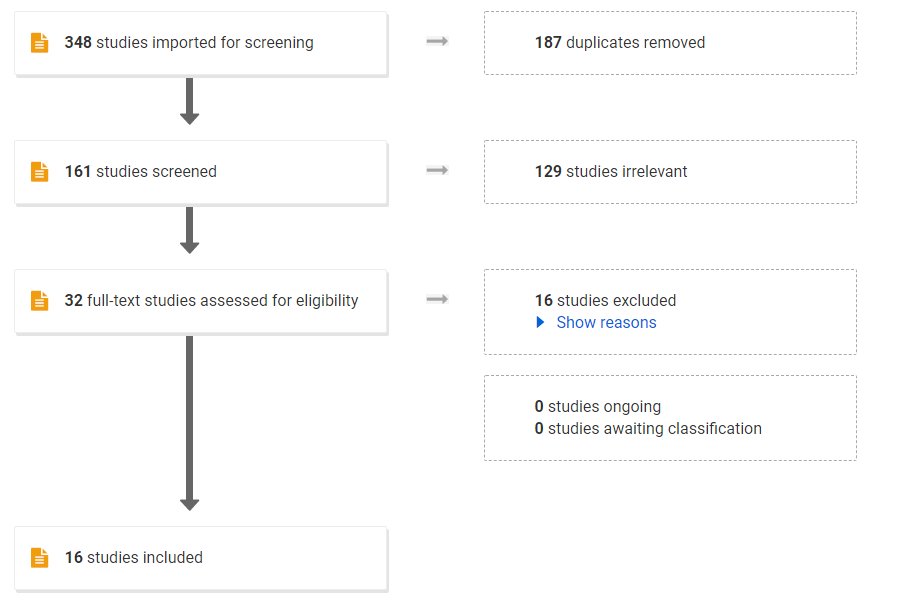 348 studies imported for screening
187 duplicates removed
161 studies screened
129 studies irrelevant
32 full-text studies assessed for eligibility
16 studies excluded
Show reasons
0 studies ongoing
0 studies awaiting classification
16 studies included